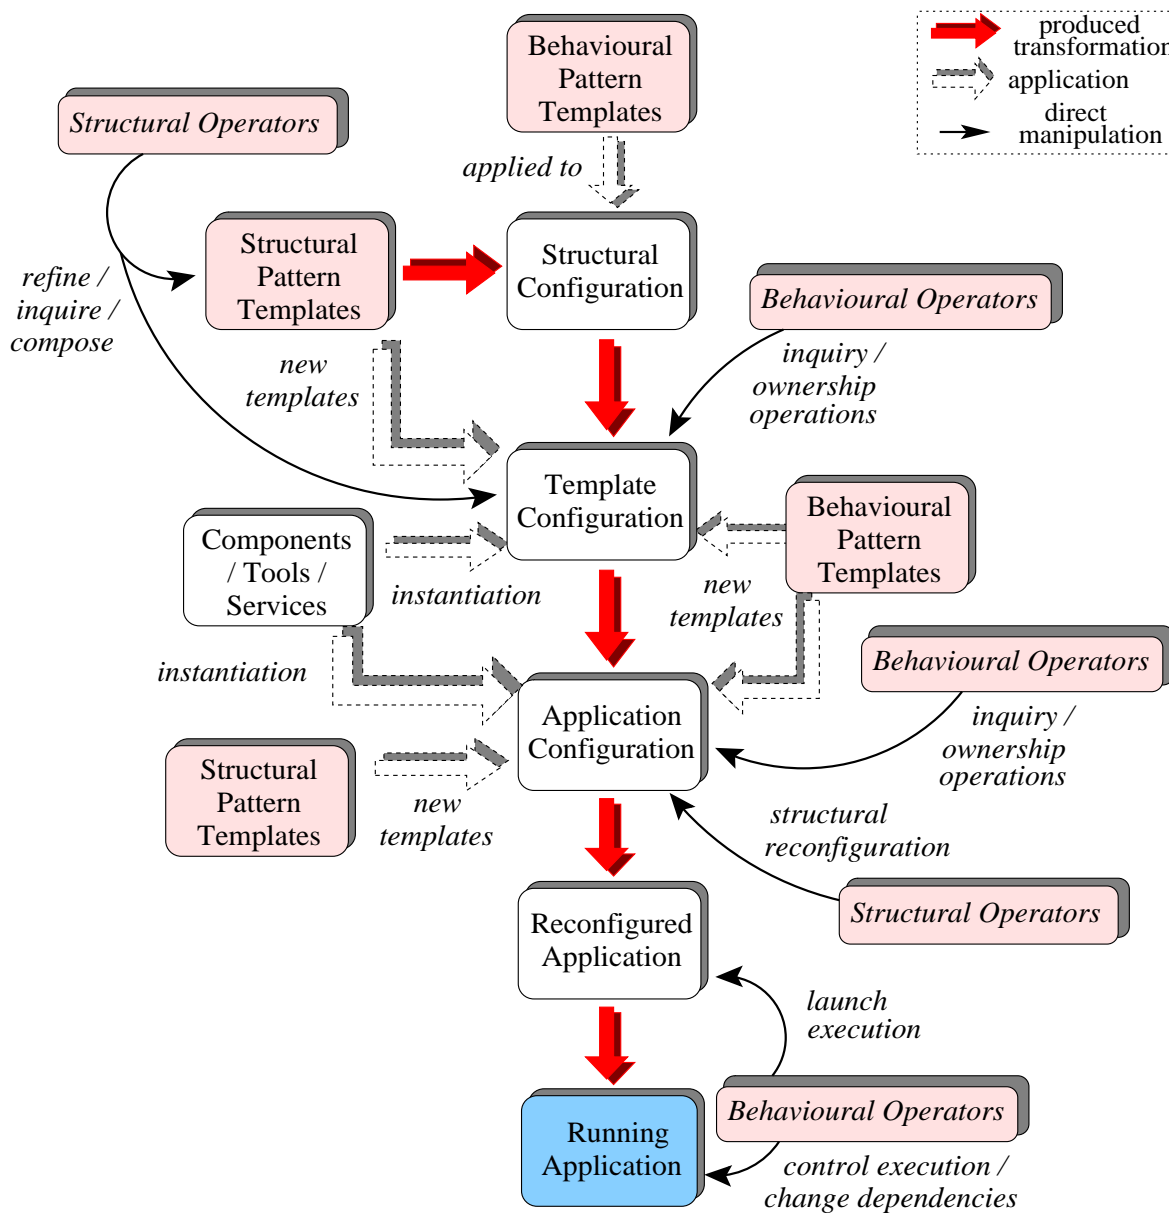 Behavioural
Pattern
Templates
produced
transformation
application
direct
manipulation
Structural Operators
applied to
Structural
Pattern
Templates
Structural
Configuration
refine /
inquire /
compose
Behavioural Operators
new
templates
inquiry /
ownership
operations
Template
Configuration
Behavioural
Pattern
Templates
Components
/ Tools /
Services
instantiation
new
templates
instantiation
Behavioural Operators
Application
Configuration
inquiry /
ownership
operations
Structural
Pattern
Templates
new
templates
structural
reconfiguration
Structural Operators
Reconfigured
Application
launch
execution
Behavioural Operators
Running
Application
control execution /
change dependencies